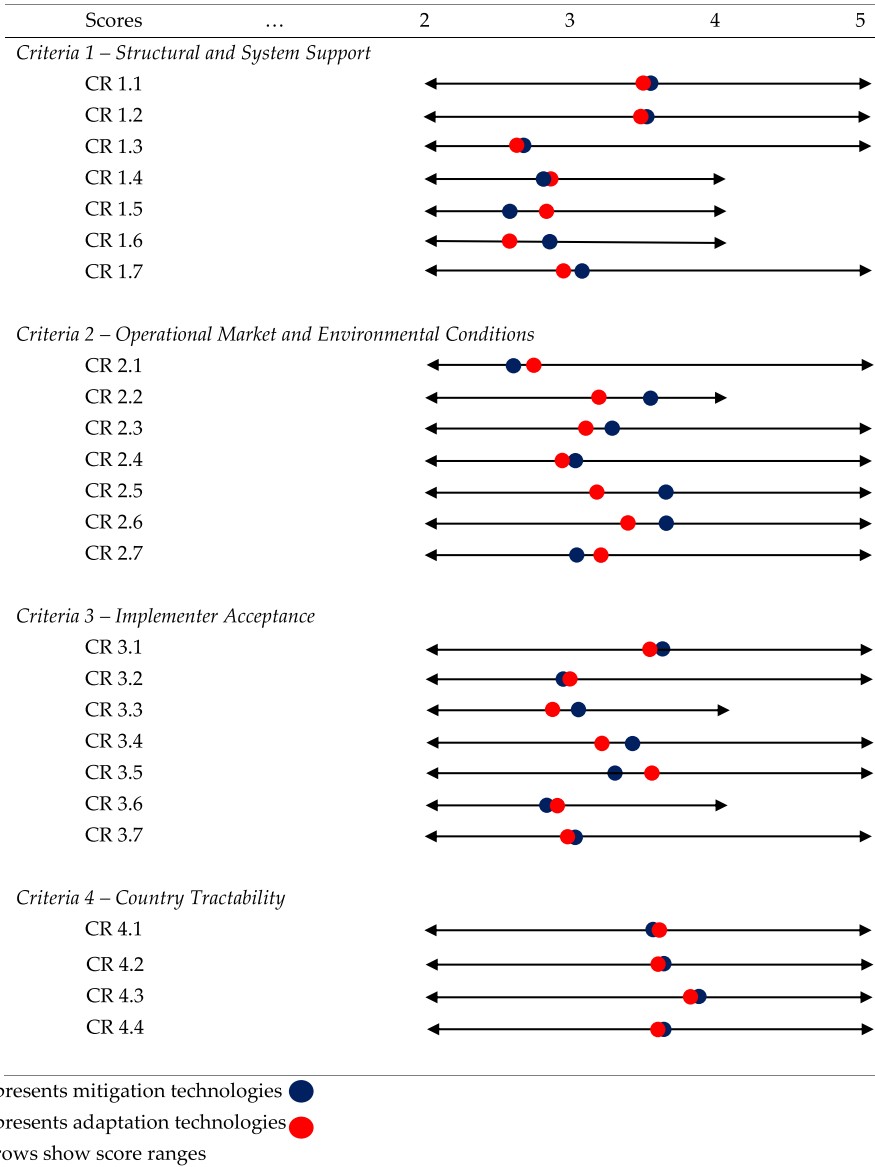 Scores … 2 3 4 5
Criteria 1 – Structural and System Support
CR 1.1
CR 1.2
CR 1.3
CR 1.4
CR 1.5
CR 1.6
CR 1.7
Criteria 2 – Operational Market and Environmental Conditions
CR 2.1
CR 2.2
CR 2.3
CR 2.4
CR 2.5
CR 2.6
CR 2.7
Criteria 3 – Implementer Acceptance
CR 3.1
CR 3.2
CR 3.3
CR 3.4
CR 3.5
CR 3.6
CR 3.7
Criteria 4 – Country Tractability
CR 4.1
CR 4.2
CR 4.3
CR 4.4
presents mitigation technologies
presents adaptation technologies
rows show score ranges